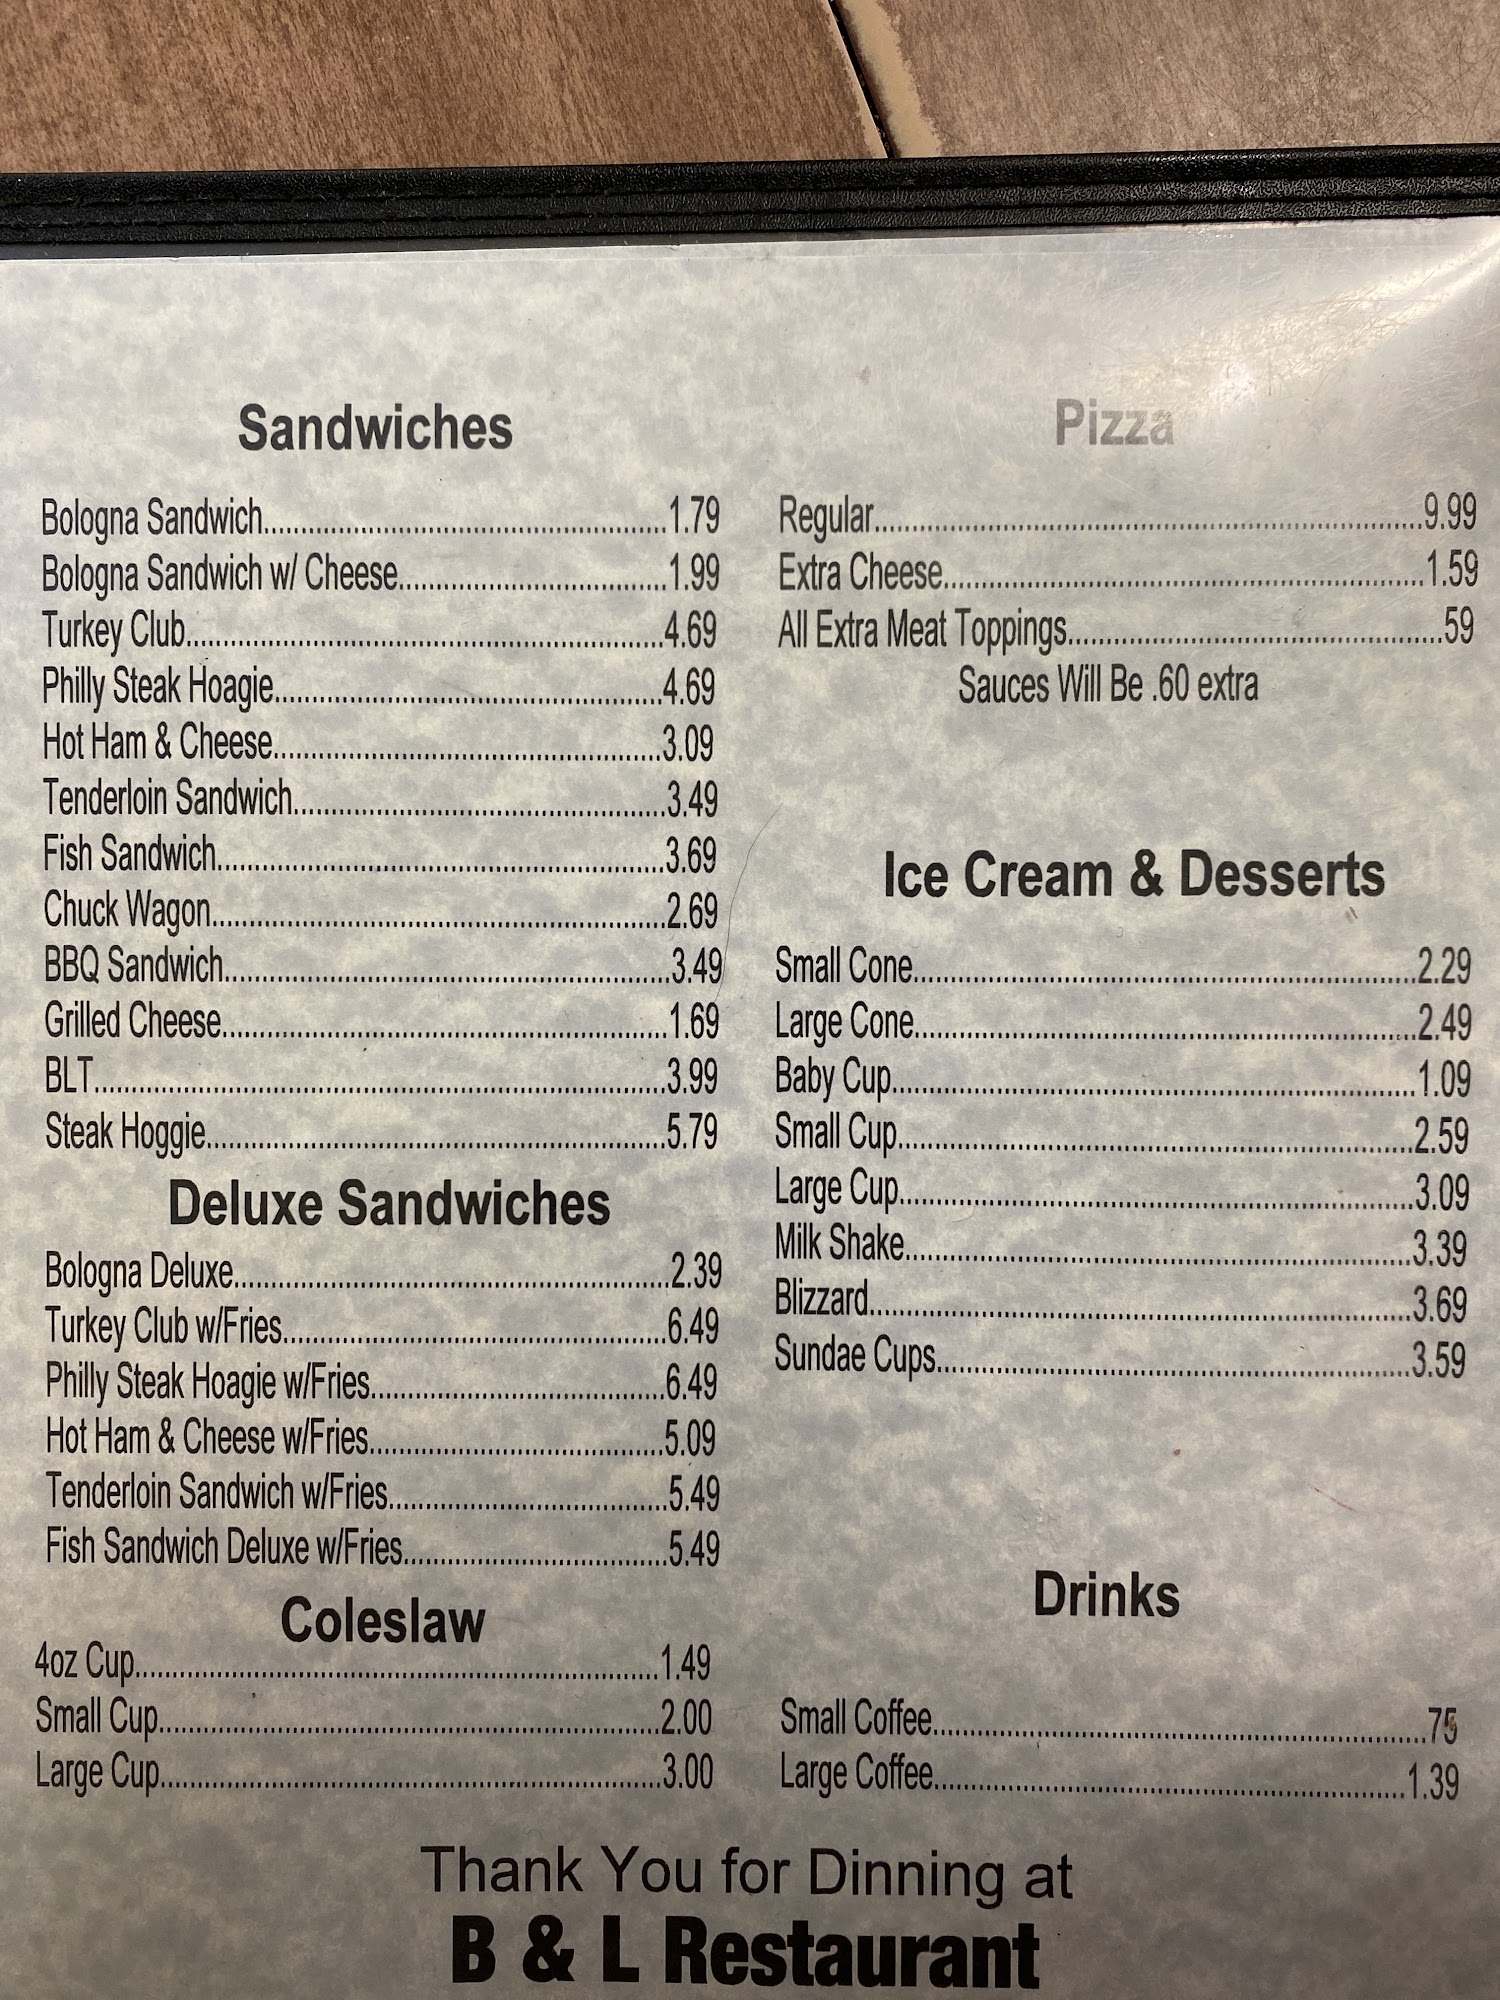 Sandwiches
Bologna Sandwich.....1.79
Bologna Sandwich w/ Cheese.....1.99
Turkey Club.....4.69
Philly Steak Hoagie.....4.69
Hot Ham & Cheese.....3.09
Tenderloin Sandwich.....3.49
Fish Sandwich.....3.69
Chuck Wagon.....2.69
BBQ Sandwich.....3.49
Grilled Cheese.....1.69
BLT.....3.99
Steak Hoggie.....5.79
Deluxe Sandwiches
Bologna Deluxe.....2.39
Turkey Club w/Fries.....6.49
Philly Steak Hoagie w/Fries.....6.49
Hot Ham & Cheese w/Fries.....5.09
Tenderloin Sandwich w/Fries.....5.49
Fish Sandwich Deluxe w/Fries.....5.49
Coleslaw
4oz Cup.....1.49
Small Cup.....2.00
Large Cup.....3.00
Pizza
Regular.....9.99
Extra Cheese.....1.59
All Extra Meat Toppings.....59
Sauces Will Be .60 extra
Ice Cream & Desserts
Small Cone.....2.29
Large Cone.....2.49
Baby Cup.....1.09
Small Cup.....2.59
Large Cup.....3.09
Milk Shake.....3.39
Blizzard.....3.69
Sundae Cups.....3.59
Drinks
Small Coffee.....75
Large Coffee.....1.39
Thank You for Dinning at
B & L Restaurant